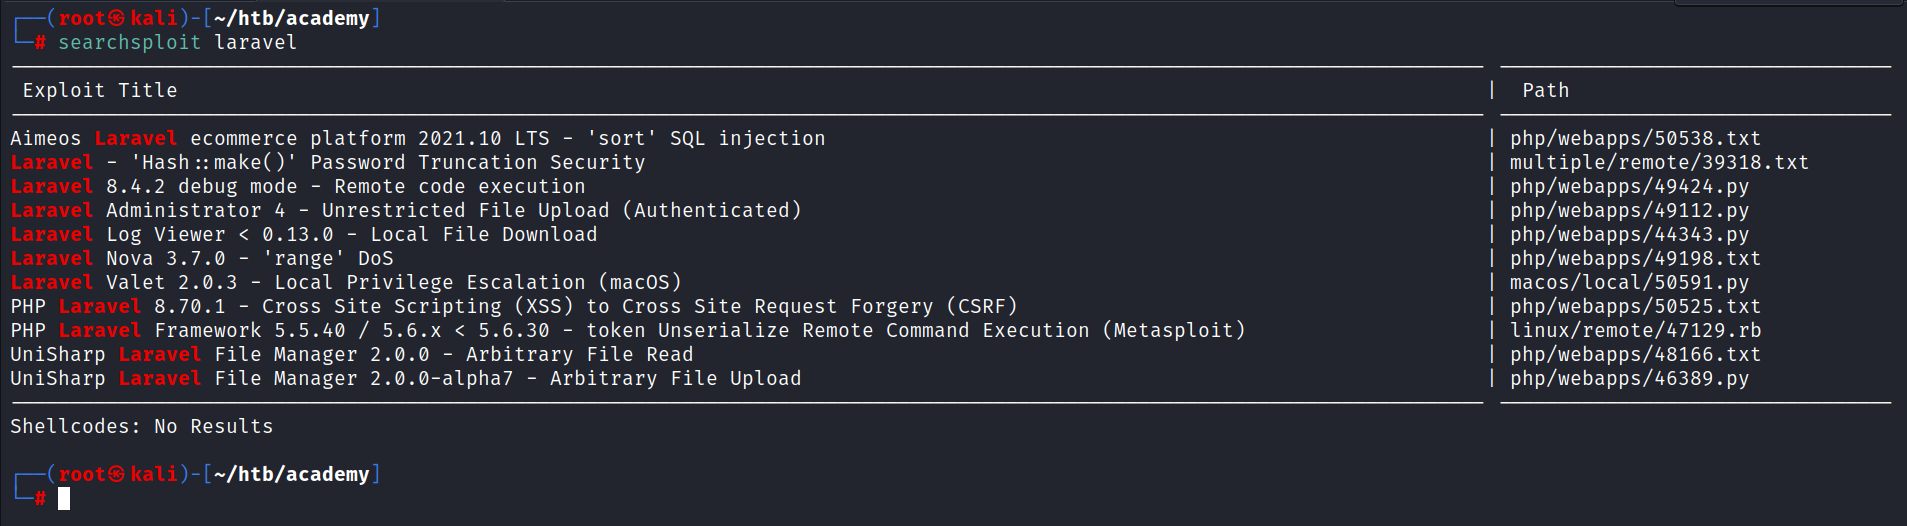 ┌──(root㉿kali)-[~/htb/academy]
└─# searchsploit laravel
Exploit Title | Path
Aimeos Laravel ecommerce platform 2021.10 LTS - 'sort' SQL injection | php/webapps/50538.txt
Laravel - 'Hash::make()' Password Truncation Security | multiple/remote/39318.txt
Laravel 8.4.2 debug mode - Remote code execution | php/webapps/49424.py
Laravel Administrator 4 - Unrestricted File Upload (Authenticated) | php/webapps/49112.py
Laravel Log Viewer < 0.13.0 - Local File Download | php/webapps/44343.py
Laravel Nova 3.7.0 - 'range' DoS | php/webapps/49198.txt
Laravel Valet 2.0.3 - Local Privilege Escalation (macOS) | macos/local/50591.py
PHP Laravel 8.70.1 - Cross Site Scripting (XSS) to Cross Site Request Forgery (CSRF) | php/webapps/50525.txt
PHP Laravel Framework 5.5.40 / 5.6.x < 5.6.30 - token Unserialize Remote Command Execution (Metasploit) | linux/remote/47129.rb
UniSharp Laravel File Manager 2.0.0 - Arbitrary File Read | php/webapps/48166.txt
UniSharp Laravel File Manager 2.0.0-alpha7 - Arbitrary File Upload | php/webapps/46389.py
Shellcodes: No Results
┌──(root㉿kali)-[~/htb/academy]
└─#